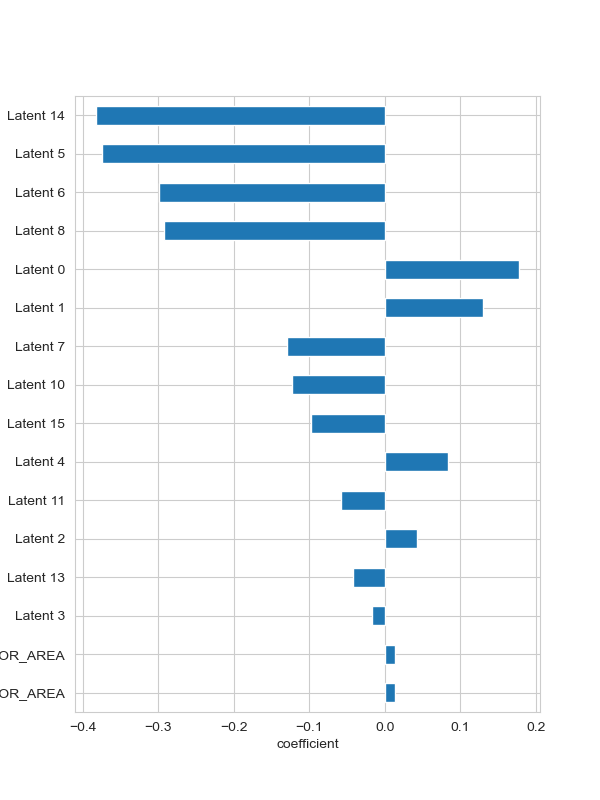 Latent 14
Latent 5
Latent 6
Latent 8
Latent 0
Latent 1
Latent 7
Latent 10
Latent 15
Latent 4
Latent 11
Latent 2
Latent 13
Latent 3
OR_AREA
OR_AREA
−0.4 −0.3 −0.2 −0.1 0.0 0.1 0.2
coefficient